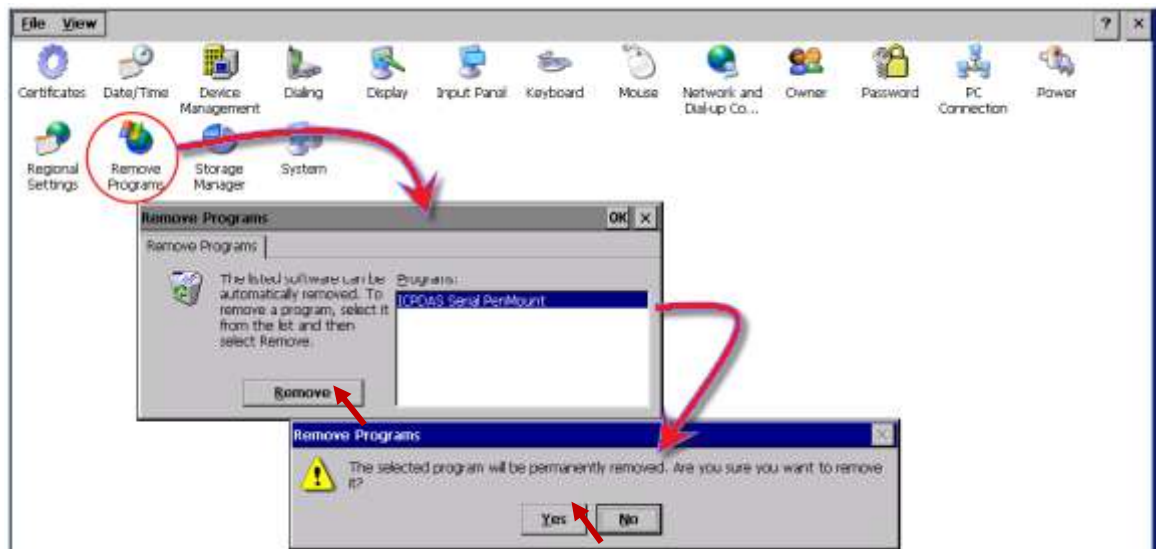 File View ? ×
Certificates Date/Time Device Management Dialing Display Input Panel Keyboard Mouse Network and Dial-up Co... Owner Password PC Connection Power
Regional Settings Remove Programs Storage Manager System
Remove Programs OK ×
Remove Programs
The listed software can be
automatically removed. To
remove a program, select it
from the list and then
select Remove.
Remove
Programs:
ICPDAS Serial PenMount
Remove Programs ×
The selected program will be permanently removed. Are you sure you want to remove
it?
Yes No